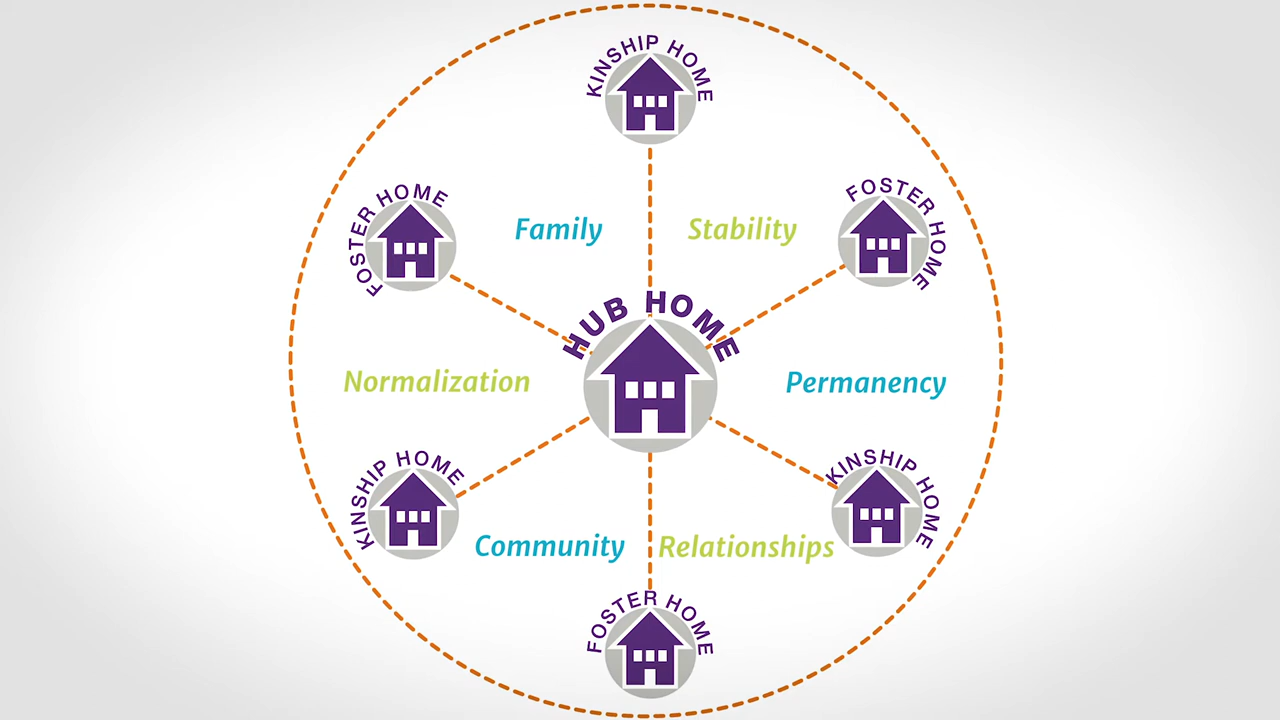 KINSHIP HOME
FOSTER HOME
FOSTER HOME
Family
Stability
HUB HOME
Normalization
Permanency
KINSHIP HOME
KINSHIP HOME
Community
Relationships
FOSTER HOME